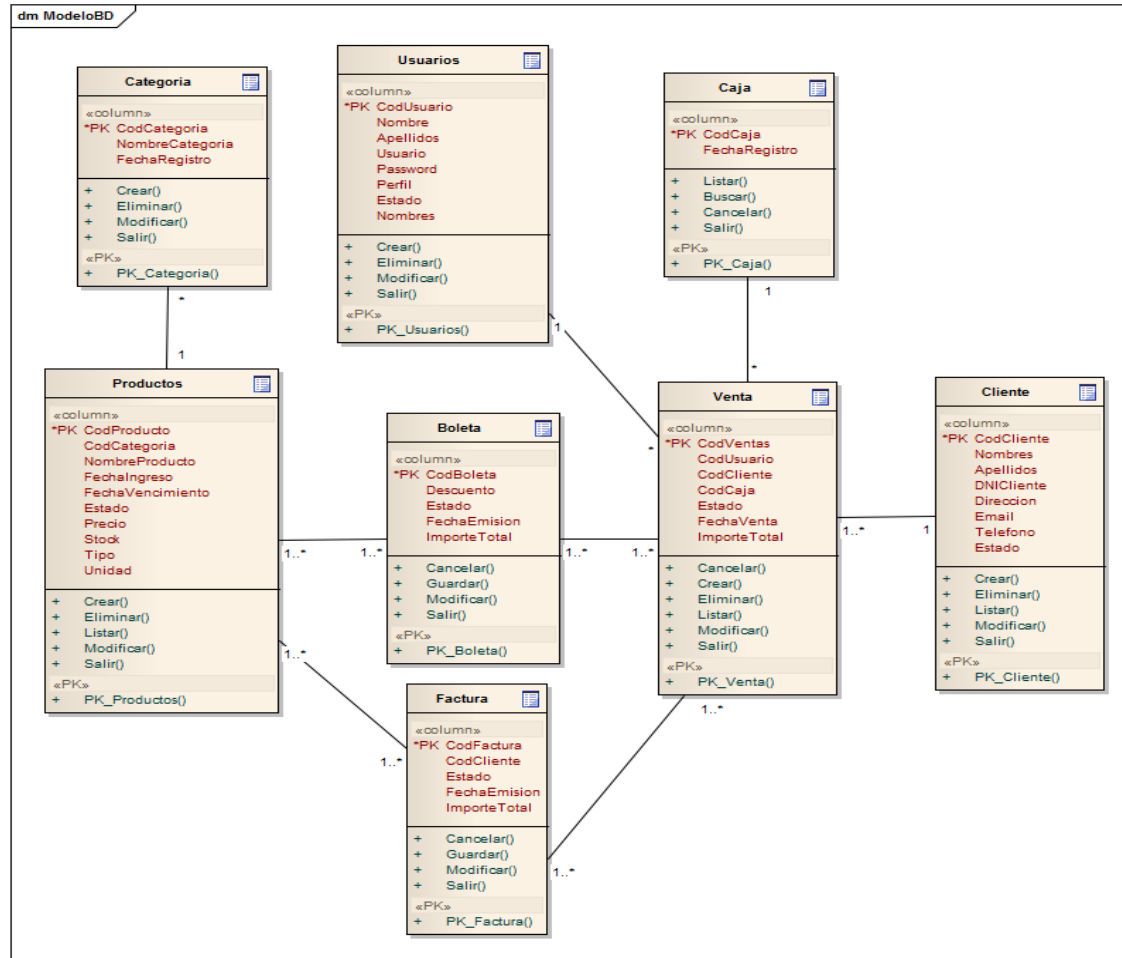 dm ModeloBD
Categoria
«column»
*PK CodCategoria
NombreCategoria
FechaRegistro
+ Crear()
+ Eliminar()
+ Modificar()
+ Salir()
«PK»
+ PK_Categoria()
*
1
Usuarios
«column»
*PK CodUsuario
Nombre
Apellidos
Usuario
Password
Perfil
Estado
Nombres
+ Crear()
+ Eliminar()
+ Modificar()
+ Salir()
«PK»
+ PK_Usuarios()
1
*
Caja
«column»
*PK CodCaja
FechaRegistro
+ Listar()
+ Buscar()
+ Cancelar()
+ Salir()
«PK»
+ PK_Caja()
1
*
Productos
«column»
*PK CodProducto
CodCategoria
NombreProducto
FechaIngreso
FechaVencimiento
Estado
Precio
Stock
Tipo
Unidad
+ Crear()
+ Eliminar()
+ Listar()
+ Modificar()
+ Salir()
«PK»
+ PK_Productos()
1..*
1..*
1..*
1..*
Boleta
«column»
*PK CodBoleta
Descuento
Estado
FechaEmision
ImporteTotal
+ Cancelar()
+ Guardar()
+ Modificar()
+ Salir()
«PK»
+ PK_Boleta()
1..*
1..*
Venta
«column»
*PK CodVentas
CodUsuario
CodCliente
CodCaja
Estado
FechaVenta
ImporteTotal
+ Cancelar()
+ Crear()
+ Eliminar()
+ Listar()
+ Modificar()
+ Salir()
«PK»
+ PK_Venta()
1..*
1
1..*
1..*
Cliente
«column»
*PK CodCliente
Nombres
Apellidos
DNICliente
Direccion
Email
Telefono
Estado
+ Crear()
+ Eliminar()
+ Listar()
+ Modificar()
+ Salir()
«PK»
+ PK_Cliente()
Factura
«column»
*PK CodFactura
CodCliente
Estado
FechaEmision
ImporteTotal
+ Cancelar()
+ Guardar()
+ Modificar()
+ Salir()
«PK»
+ PK_Factura()